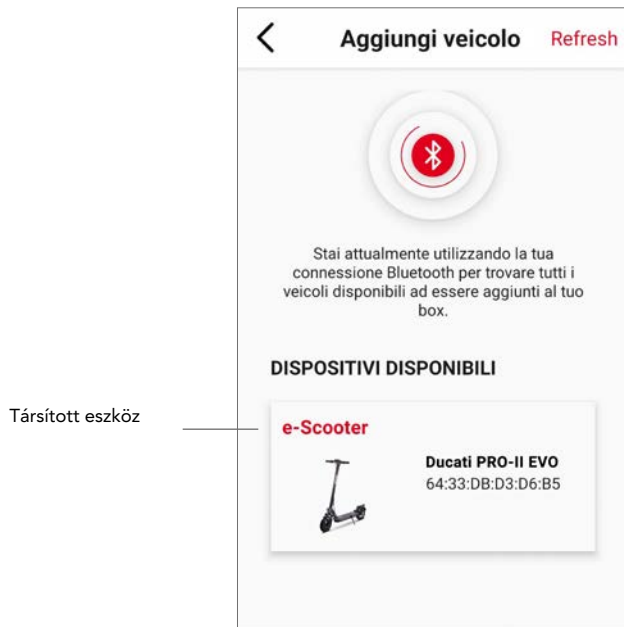 Aggiungi veicolo Refresh
Stai attualmente utilizzando la tua
connessione Bluetooth per trovare tutti i
veicoli disponibili ad essere aggiunti al tuo
box.
DISPOSITIVI DISPONIBILI
Társított eszköz
e-Scooter
Ducati PRO-II EVO
64:33:DB:D3:D6:B5